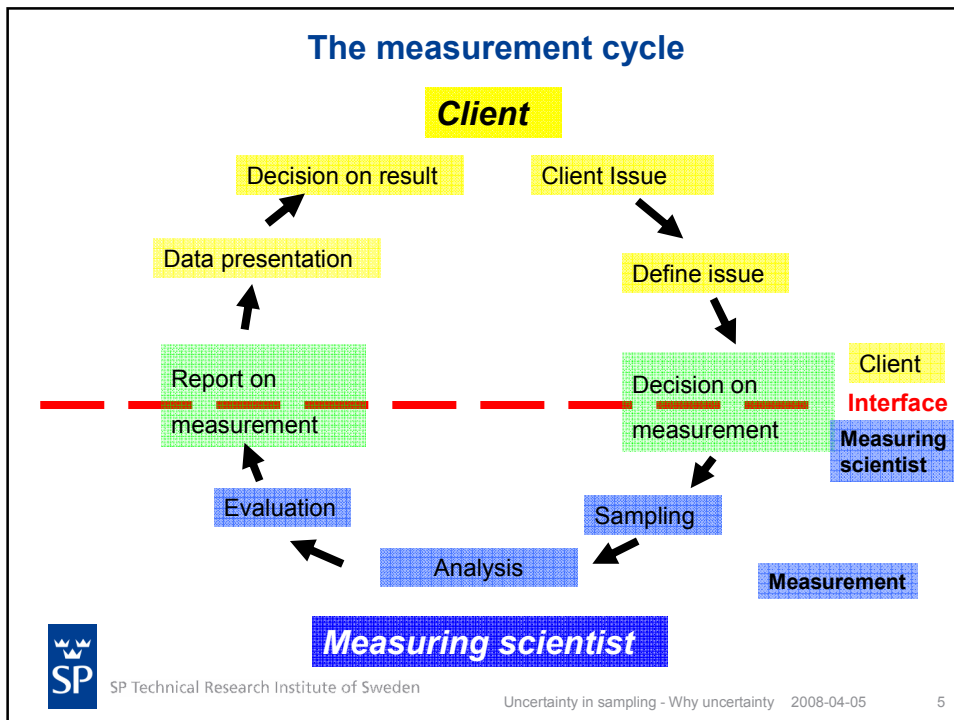 The measurement cycle
Client
Decision on result
Client Issue
Data presentation
Define issue
Report on
measurement
Decision on
measurement
Client
Interface
Measuring
scientist
Evaluation
Sampling
Analysis
Measurement
Measuring scientist
SP
SP Technical Research Institute of Sweden
Uncertainty in sampling - Why uncertainty 2008-04-05 5